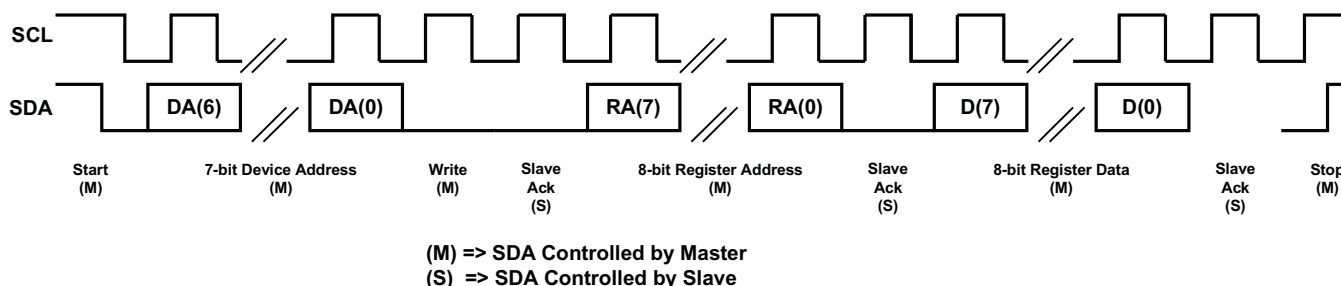 SCL
SDA
DA(6)
DA(0)
RA(7)
RA(0)
D(7)
D(0)
Start
(M)
7-bit Device Address
(M)
Write
(M)
Slave
Ack
(S)
8-bit Register Address
(M)
Slave
Ack
(S)
8-bit Register Data
(M)
Slave
Ack
(S)
Stop
(M)
(M) => SDA Controlled by Master
(S) => SDA Controlled by Slave